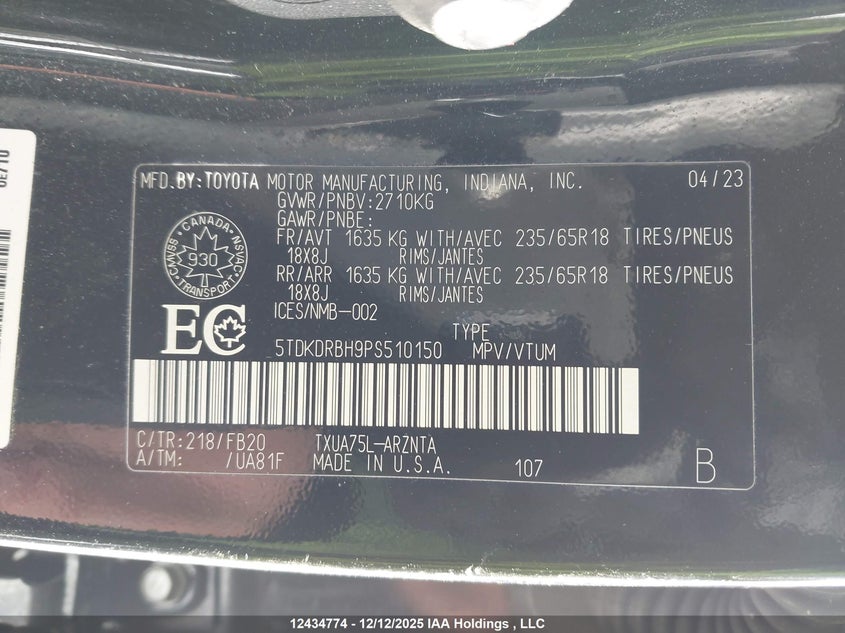 0E710
MFD.BY:TOYOTA MOTOR MANUFACTURING, INDIANA, INC. 04/23
GVWR/PNBV:2710KG
GAWR/PNBE:
FR/AVT 1635 KG WITH/AVEC 235/65R18 TIRES/PNEUS
18X8J RIMS/JANTES
RR/ARR 1635 KG WITH/AVEC 235/65R18 TIRES/PNEUS
18X8J RIMS/JANTES
ICES/NMB-002
CANADA
CMVSS 930 NSVAC
TRANSPORT
EC
TYPE
5TDKDRBH9PS510150 MPV/VTUM
C/TR:218/FB20 TXUA75L-ARZNTA
A/TM: /UA81F MADE IN U.S.A. 107 B
12434774 - 12/12/2025 IAA Holdings , LLC